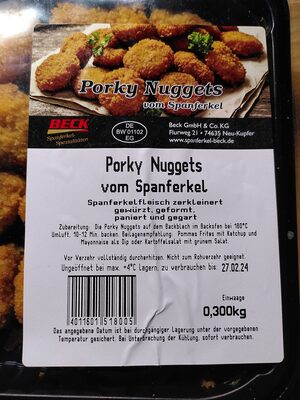 Porky Nuggets
vom Spanferkel
BECK
Spanferkel-
Spezialitäten
DE
BW 01102
EG
Beck GmbH & Co.KG
Flurweg 21 • 74635 Neu-Kupfer
www.spanferkel-beck.de
Porky Nuggets
vom Spanferkel
Spanferkelfleisch zerkleinert
gewürzt, geformt,
paniert und gegart
Zubereitung: Die Porky Nuggets auf dem Backblech im Backofen bei 180°C
Umluft, 10-12 Min. backen. Beilagenempfehlung: Pommes Frites mit Ketchup und
Mayonnaise als Dip oder Kartoffelsalat mit grünem Salat.
Vor Verzehr vollständig durcherhitzen. Nicht zum Rohverzehr geeignet.
Ungeöffnet bei max. +4°C lagern, zu verbrauchen bis: 27.02.24
Einwaage
0,300kg
4011601518005
Das angegebene Datum ist bei durchgängiger Lagerung unter der vorgegebenen
Temperatur gesichert. Bei Unterbrechung der Kühlung, sofort verbrauchen.